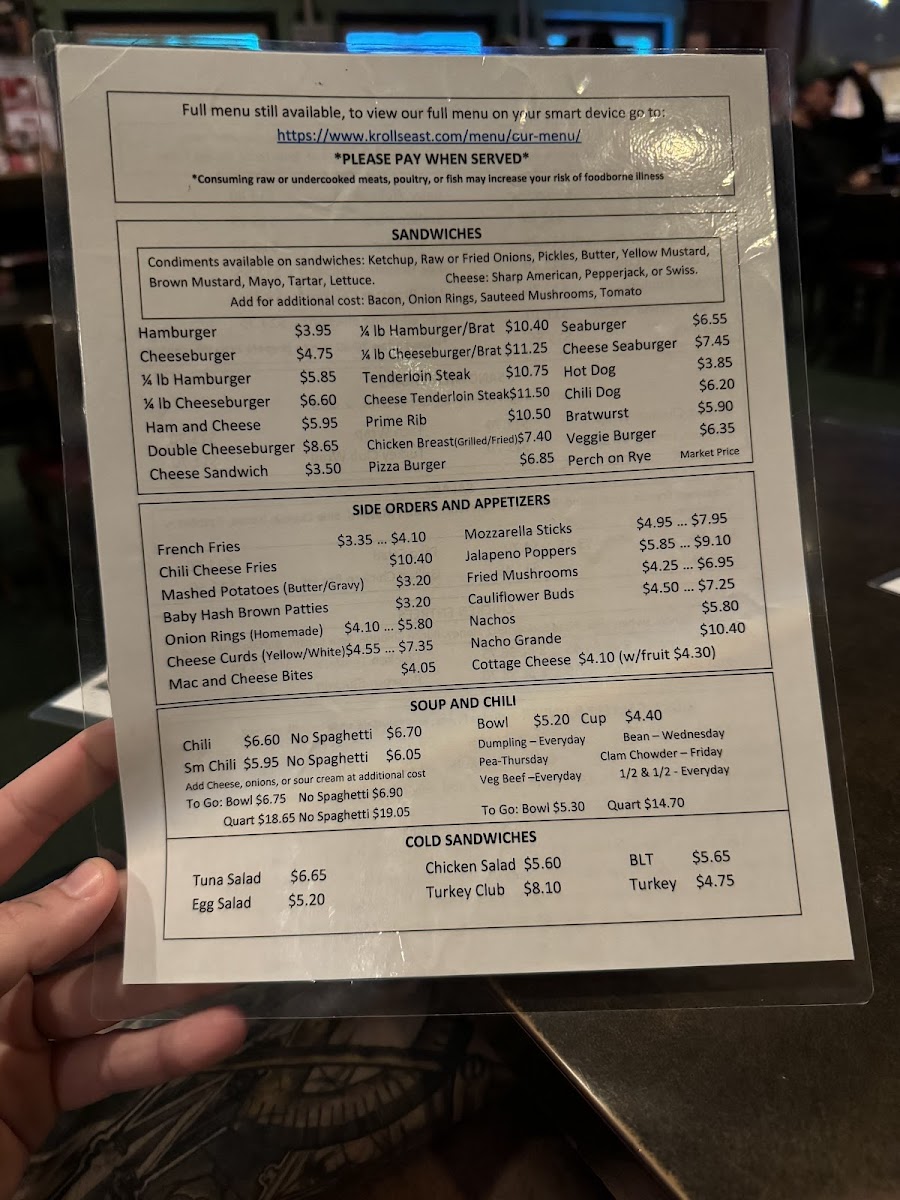 Full menu still available, to view our full menu on your smart device go to:
https://www.krollseast.com/menu/our-menu/
*PLEASE PAY WHEN SERVED*
*Consuming raw or undercooked meats, poultry, or fish may increase your risk of foodborne illness
SANDWICHES
Condiments available on sandwiches: Ketchup, Raw or Fried Onions, Pickles, Butter, Yellow Mustard,
Brown Mustard, Mayo, Tartar, Lettuce. Cheese: Sharp American, Pepperjack, or Swiss.
Add for additional cost: Bacon, Onion Rings, Sauteed Mushrooms, Tomato
Hamburger $3.95 ¼ lb Hamburger/Brat $10.40 Seaburger $6.55
Cheeseburger $4.75 ¼ lb Cheeseburger/Brat $11.25 Cheese Seaburger $7.45
¼ lb Hamburger $5.85 Tenderloin Steak $10.75 Hot Dog $3.85
¼ lb Cheeseburger $6.60 Cheese Tenderloin Steak$11.50 Chili Dog $6.20
Ham and Cheese $5.95 Prime Rib $10.50 Bratwurst $5.90
Double Cheeseburger $8.65 Chicken Breast(Grilled/Fried)$7.40 Veggie Burger $6.35
Cheese Sandwich $3.50 Pizza Burger $6.85 Perch on Rye Market Price
SIDE ORDERS AND APPETIZERS
French Fries $3.35 ... $4.10 Mozzarella Sticks $4.95 ... $7.95
Chili Cheese Fries $10.40 Jalapeno Poppers $5.85 ... $9.10
Mashed Potatoes (Butter/Gravy) $3.20 Fried Mushrooms $4.25 ... $6.95
Baby Hash Brown Patties $3.20 Cauliflower Buds $4.50 ... $7.25
Onion Rings (Homemade) $4.10 ... $5.80 Nachos $5.80
Cheese Curds (Yellow/White)$4.55 ... $7.35 Nacho Grande $10.40
Mac and Cheese Bites $4.05 Cottage Cheese $4.10 (w/fruit $4.30)
SOUP AND CHILI
Chili $6.60 No Spaghetti $6.70 Bowl $5.20 Cup $4.40
Sm Chili $5.95 No Spaghetti $6.05 Dumpling – Everyday Bean – Wednesday
Add Cheese, onions, or sour cream at additional cost Pea-Thursday Clam Chowder – Friday
To Go: Bowl $6.75 No Spaghetti $6.90 Veg Beef –Everyday 1/2 & 1/2 - Everyday
Quart $18.65 No Spaghetti $19.05 To Go: Bowl $5.30 Quart $14.70
COLD SANDWICHES
Tuna Salad $6.65 Chicken Salad $5.60 BLT $5.65
Egg Salad $5.20 Turkey Club $8.10 Turkey $4.75